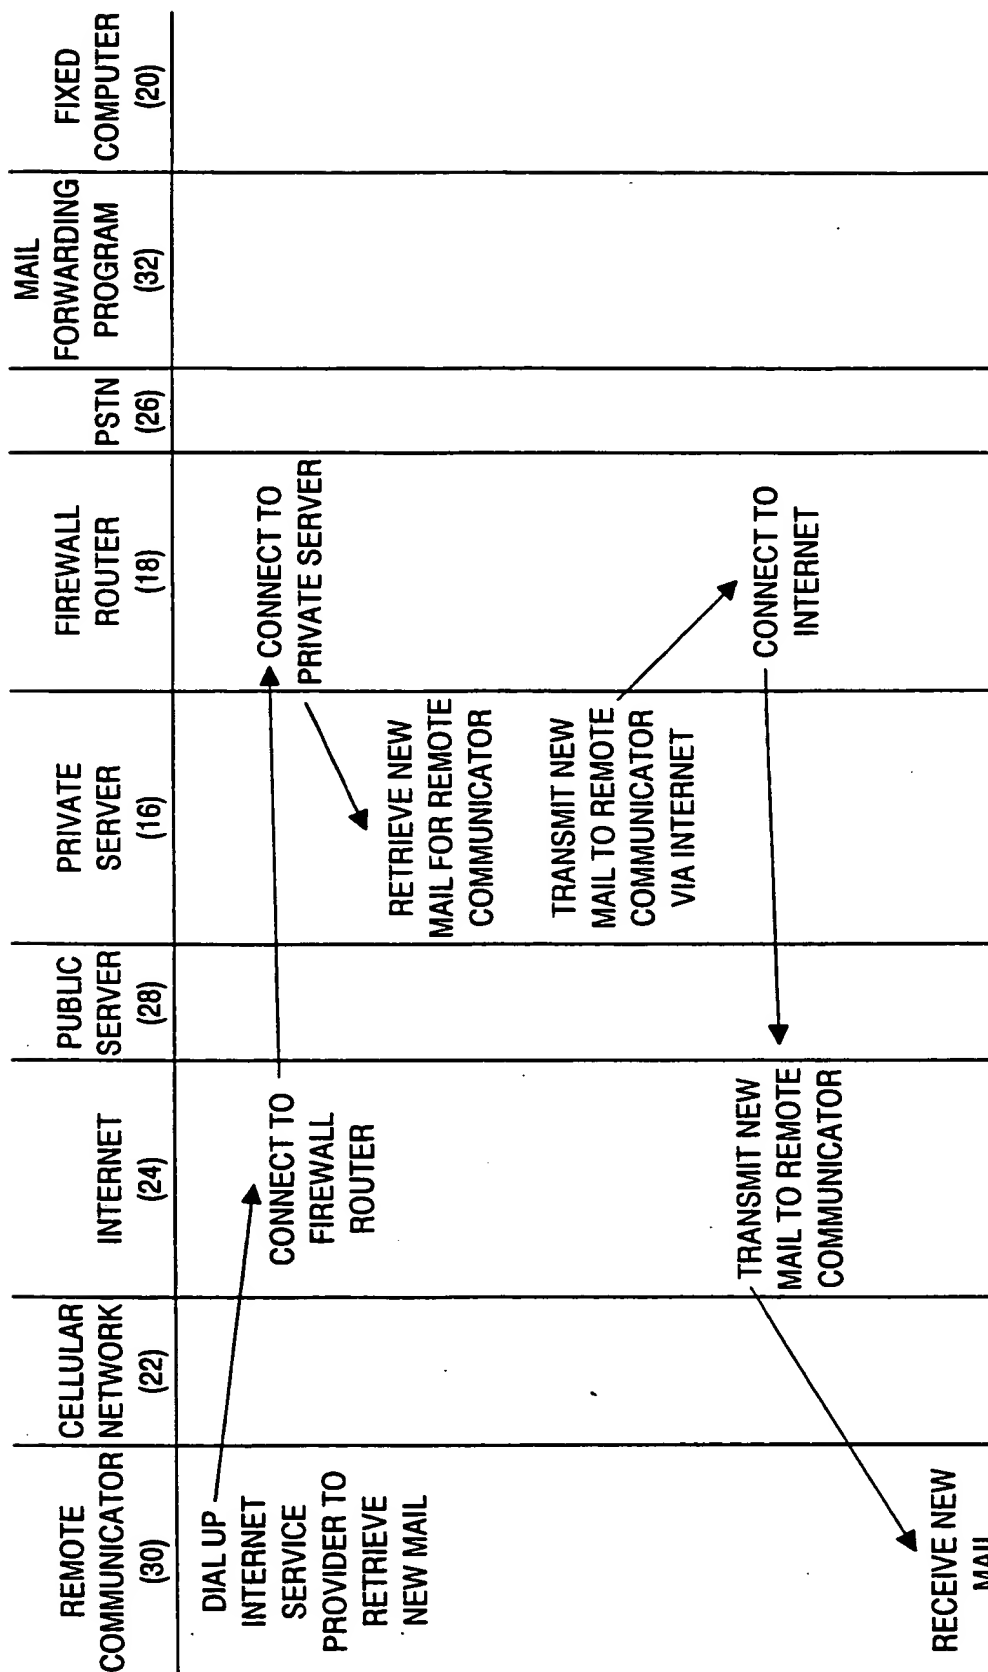 REMOTE
COMMUNICATOR
(30)
CELLULAR
NETWORK
(22)
INTERNET
(24)
PUBLIC
SERVER
(28)
PRIVATE
SERVER
(16)
FIREWALL
ROUTER
(18)
PSTN
(26)
MAIL
FORWARDING
PROGRAM
(32)
FIXED
COMPUTER
(20)
DIAL UP
INTERNET
SERVICE
PROVIDER TO
RETRIEVE
NEW MAIL
CONNECT TO
FIREWALL
ROUTER
CONNECT TO
PRIVATE SERVER
RETRIEVE NEW
MAIL FOR REMOTE
COMMUNICATOR
TRANSMIT NEW
MAIL TO REMOTE
COMMUNICATOR
VIA INTERNET
CONNECT TO
INTERNET
TRANSMIT NEW
MAIL TO REMOTE
COMMUNICATOR
RECEIVE NEW
MAIL